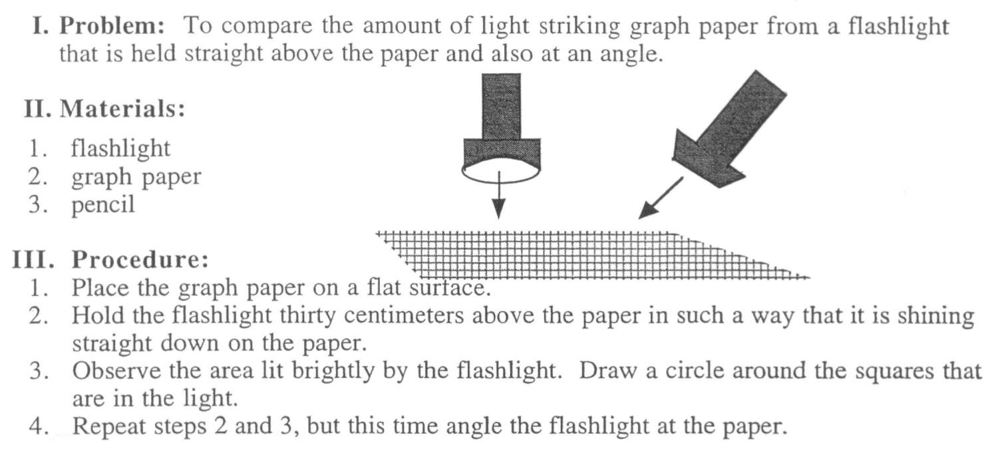 I. Problem: To compare the amount of light striking graph paper from a flashlight
that is held straight above the paper and also at an angle.
II. Materials:
1. flashlight
2. graph paper
3. pencil
III. Procedure:
1. Place the graph paper on a flat surface.
2. Hold the flashlight thirty centimeters above the paper in such a way that it is shining
straight down on the paper.
3. Observe the area lit brightly by the flashlight. Draw a circle around the squares that
are in the light.
4. Repeat steps 2 and 3, but this time angle the flashlight at the paper.